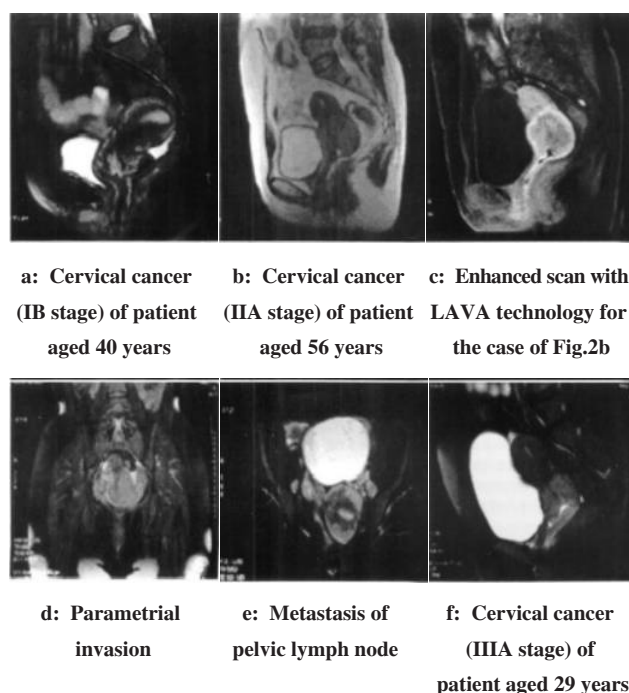 a: Cervical cancer
(IB stage) of patient
aged 40 years
b: Cervical cancer
(IIA stage) of patient
aged 56 years
c: Enhanced scan with
LAVA technology for
the case of Fig.2b
d: Parametrial
invasion
e: Metastasis of
pelvic lymph node
f: Cervical cancer
(IIIA stage) of
patient aged 29 years